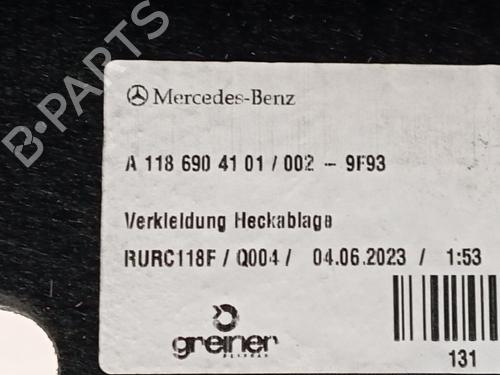 B-PARTS
Mercedes-Benz
A 118 690 41 01 / 002 - 9F93
Verkleidung Heckablage
RURC118F / Q004 / 04.06.2023 / 1:53
greiner
131